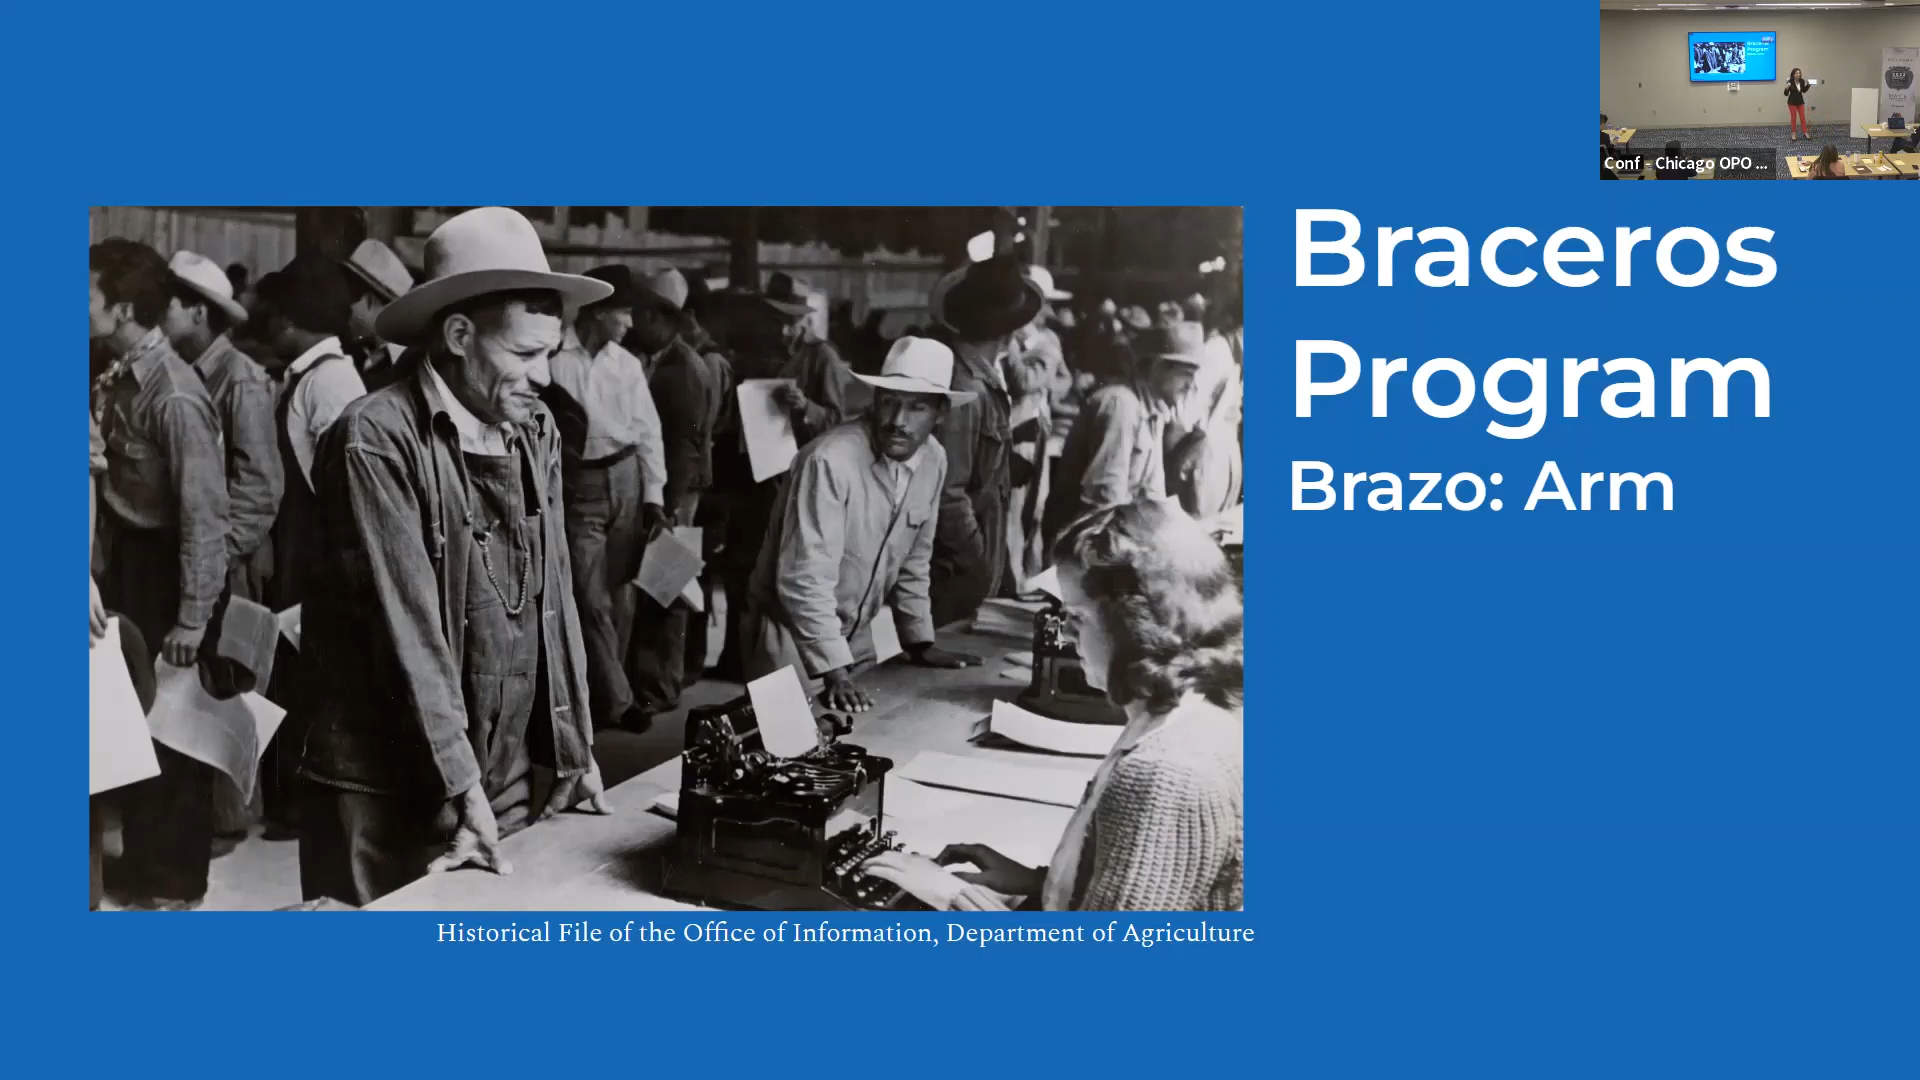 Braceros
Program
Brazo: Arm
Historical File of the Office of Information, Department of Agriculture
Conf - Chicago OPO ...